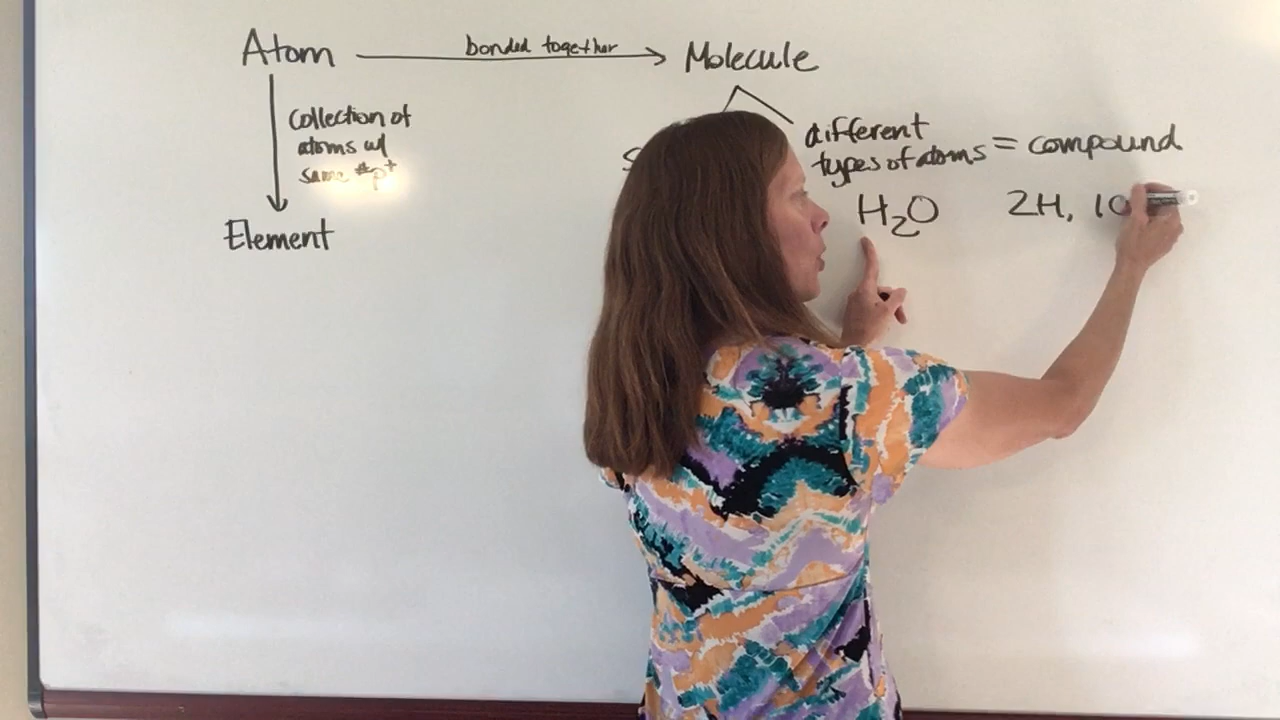 Atom
bonded together
Molecule
collection of
atoms w/
same #p⁺
Element
different
types of atoms = compound
H₂O
2H, 1O